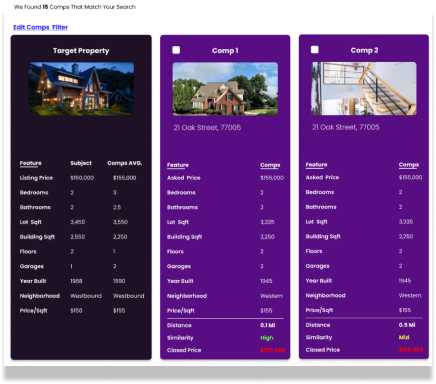 We Found 15 Comps That Match Your Search
Edit Comps Filter
Target Property
Feature Subject Comps AVG.
Listing Price $150,000 $155,000
Bedrooms 2 3
Bathrooms 2 2.5
Lot Sqft 3,450 3,550
Building Sqft 2,550 2,250
Floors 2 1
Garages 1 2
Year Built 1988 1990
Neighborhood Westbound Westbound
Price/Sqft $150 $155
Comp 1
21 Oak Street, 77005
Feature Comps
Asked Price $155,000
Bedrooms 2
Bathrooms 2
Lot Sqft 3,335
Building Sqft 2,250
Floors 2
Garages 2
Year Built 1945
Neighborhood Western
Price/Sqft $155
Distance 0.1 Mi
Similarity High
Closed Price
Comp 2
21 Oak Street, 77005
Feature Comps
Asked Price $155,000
Bedrooms 2
Bathrooms 2
Lot Sqft 3,335
Building Sqft 2,250
Floors 2
Garages 2
Year Built 1945
Neighborhood Western
Price/Sqft $155
Distance 0.5 Mi
Similarity Mid
Closed Price